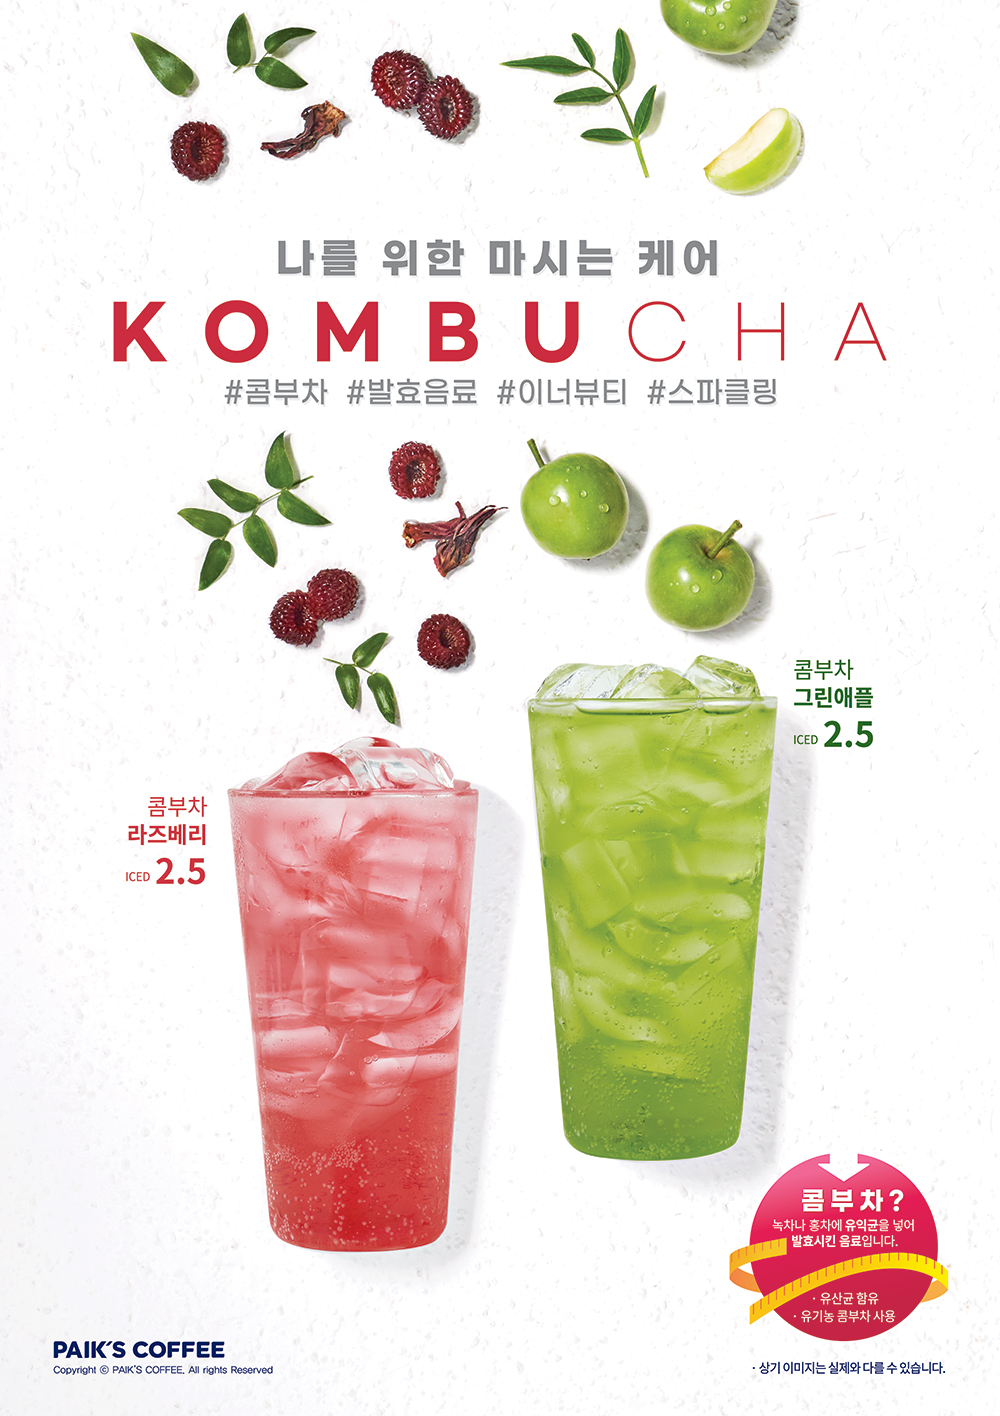 나를 위한 마시는 케어
KOMBUCHA
#콤부차 #발효음료 #이너뷰티 #스파클링
콤부차
그린애플
ICED 2.5
콤부차
라즈베리
ICED 2.5
콤부차?
녹차나 홍차에 유익균을 넣어
발효시킨 음료입니다.
· 유산균 함유
· 유기농 콤부차 사용
PAIK'S COFFEE
Copyright ⓒ PAIK'S COFFEE. All rights Reserved
· 상기 이미지는 실제와 다를 수 있습니다.